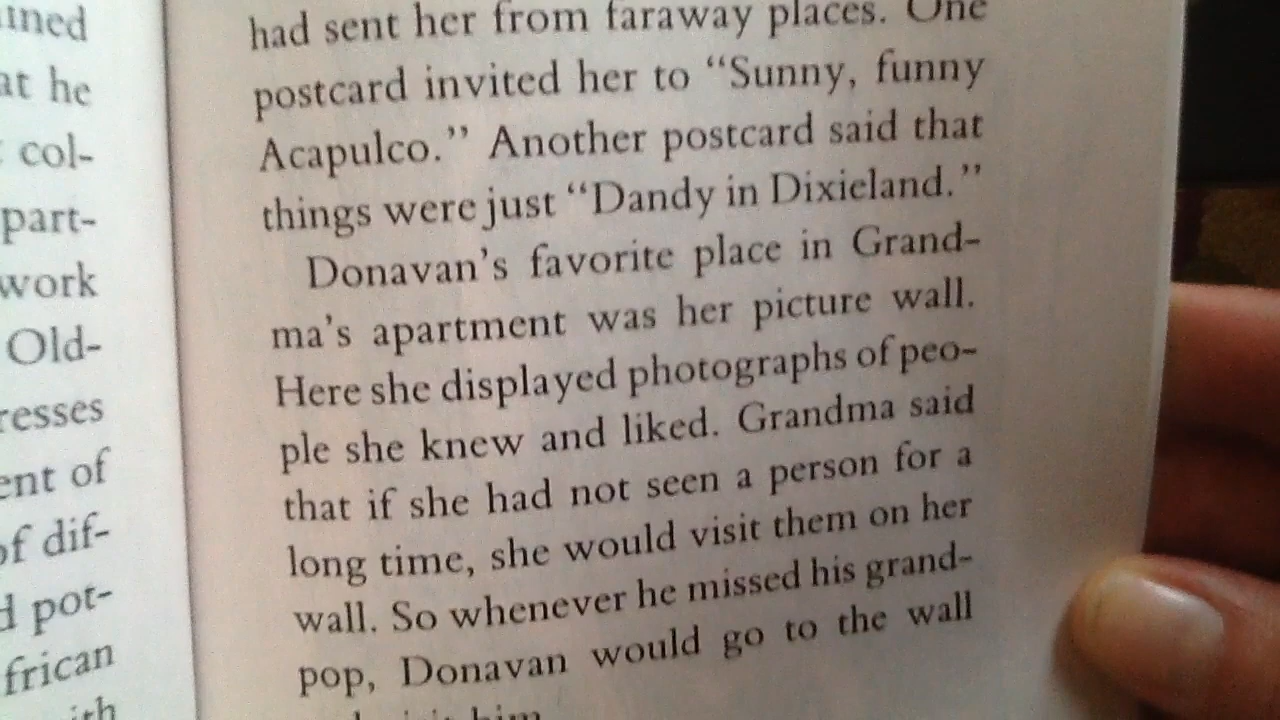 ined
at he
col-
part-
work
Old-
resses
ent of
of dif-
d pot-
frican
ith
had sent her from faraway places. One
postcard invited her to “Sunny, funny
Acapulco.” Another postcard said that
things were just “Dandy in Dixieland.”
Donavan’s favorite place in Grand-
ma’s apartment was her picture wall.
Here she displayed photographs of peo-
ple she knew and liked. Grandma said
that if she had not seen a person for a
long time, she would visit them on her
wall. So whenever he missed his grand-
pop, Donavan would go to the wall
him